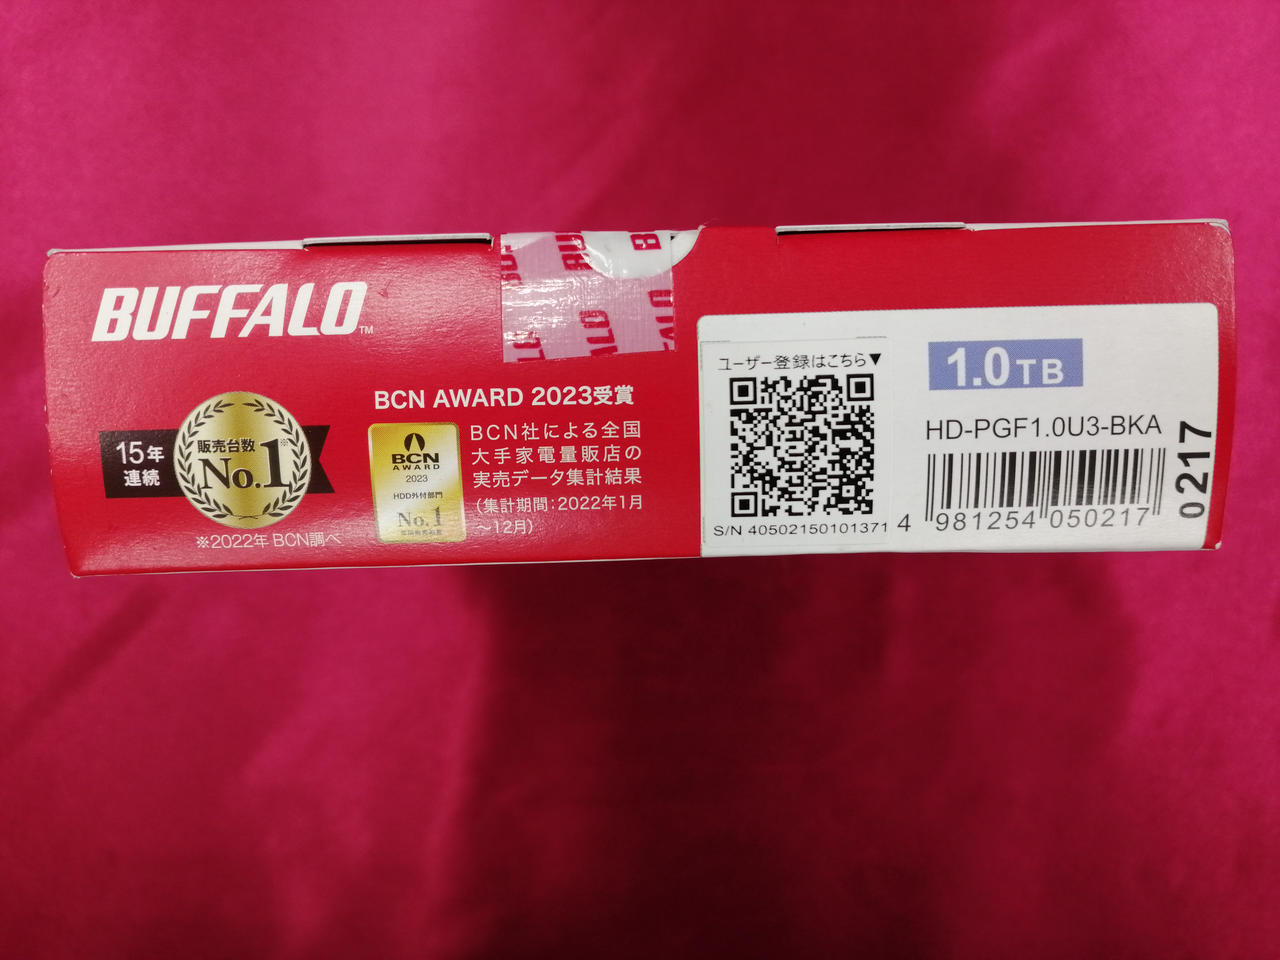 BUFFALO™
15年
連続
販売台数
No.1※
※2022年 BCN調べ
BCN AWARD 2023受賞
BCN
AWARD
2023
HDD外付部門
No.1
BCN社による全国
大手家電量販店の
実売データ集計結果
(集計期間:2022年1月
～12月)
ユーザー登録はこちら▼
S/N 40502150101371
1.0TB
HD-PGF1.0U3-BKA
4 981254 050217
0217